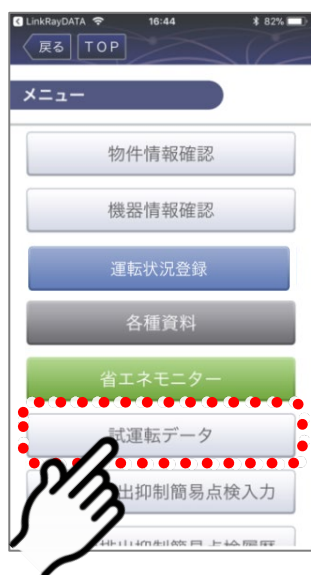 LinkRayDATA 16:44 82%
戻る TOP
メニュー
物件情報確認
機器情報確認
運転状況登録
各種資料
省エネモニター
試運転データ
出抑制簡易点検入力